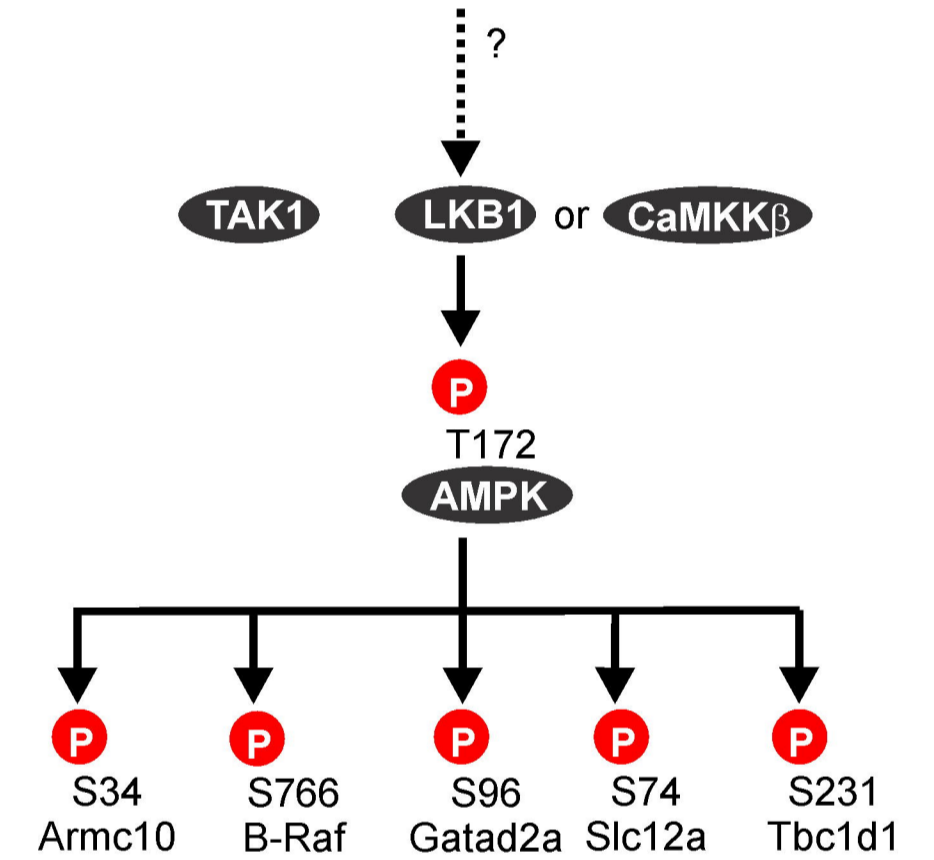 ?
TAK1 LKB1 or CaMKKβ
P
T172
AMPK
P P P P P
S34 S766 S96 S74 S231
Armc10 B-Raf Gatad2a Slc12a Tbc1d1